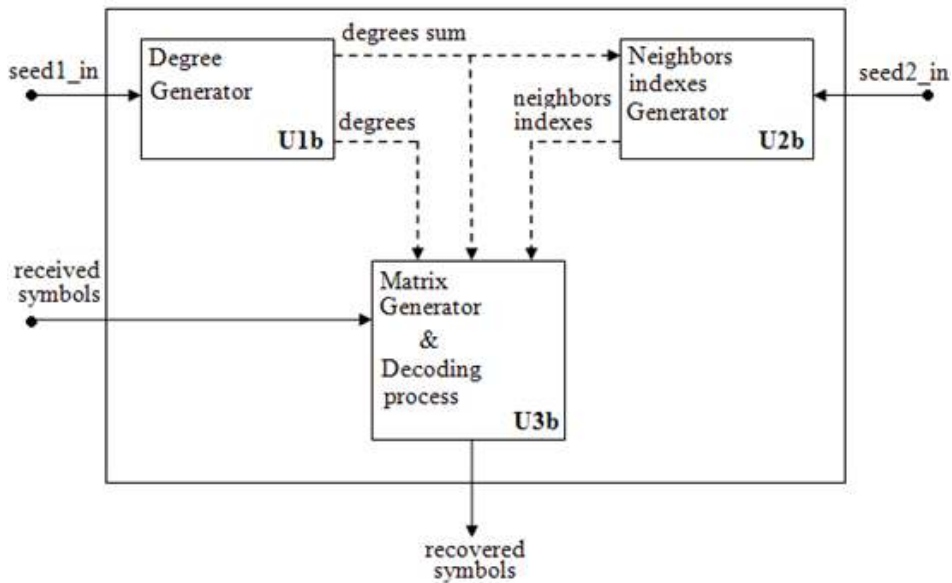 degrees sum
seed1_in
Degree
Generator
U1b
degrees
neighbors
indexes
Neighbors
indexes
Generator
U2b
seed2_in
received
symbols
Matrix
Generator
&
Decoding
process
U3b
recovered
symbols